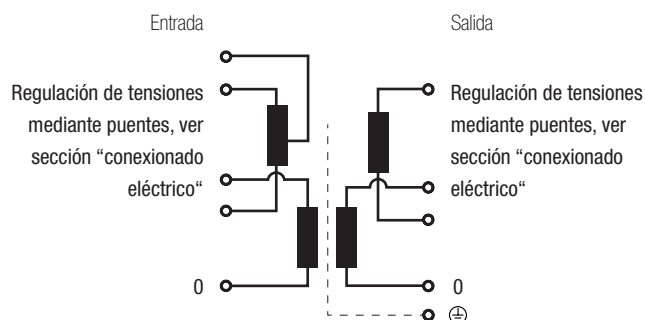 Entrada
Salida
Regulación de tensiones
mediante puentes, ver
sección “conexionado
eléctrico“
Regulación de tensiones
mediante puentes, ver
sección “conexionado
eléctrico“
0
0